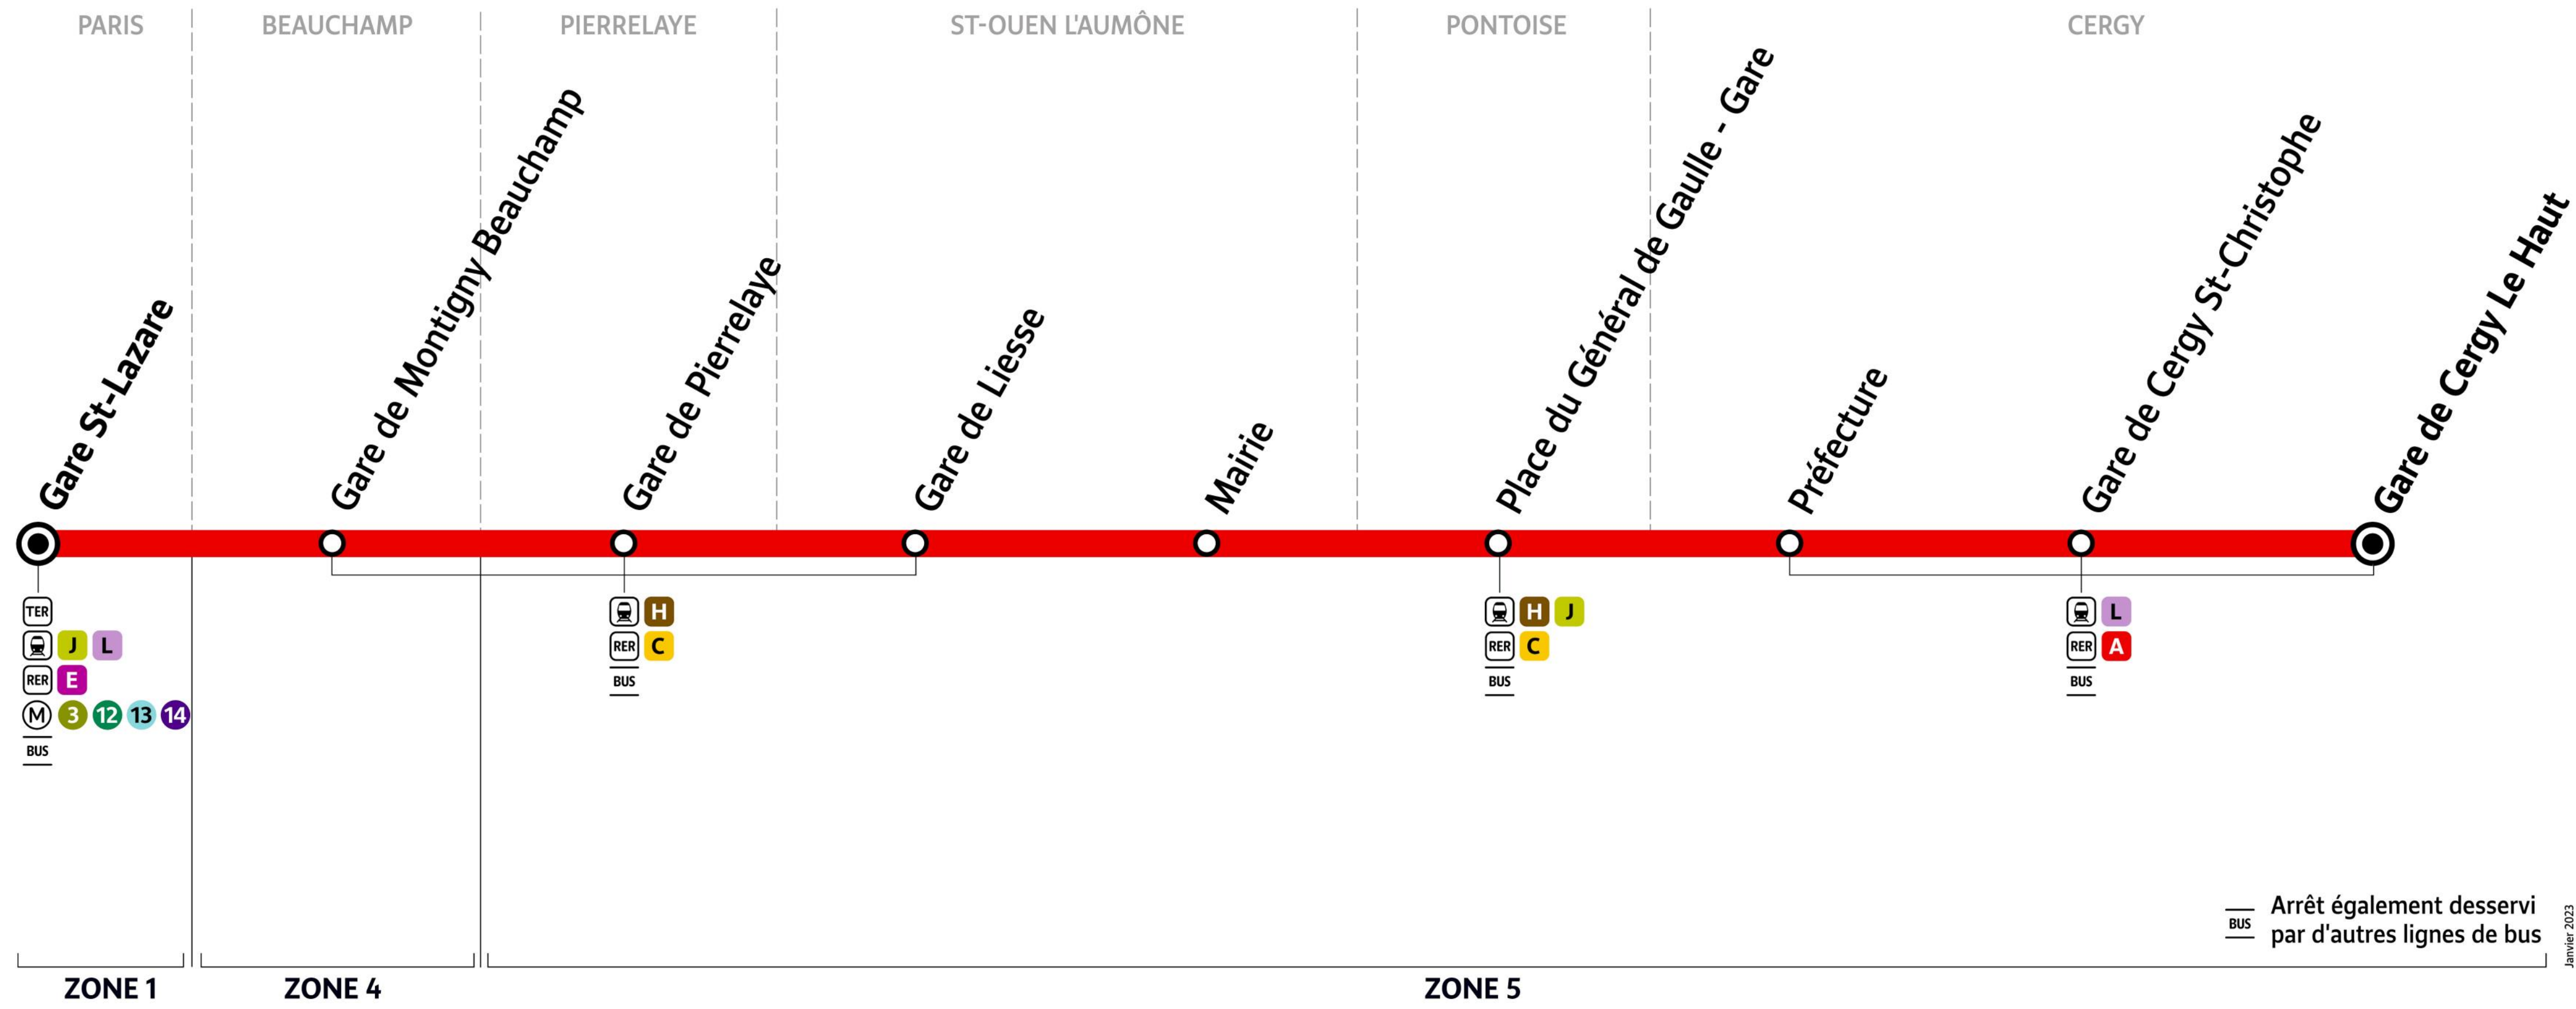 PARIS
BEAUCHAMP
PIERRELAYE
ST-OUEN L'AUMÔNE
PONTOISE
CERGY
Gare St-Lazare
Gare de Montigny Beauchamp
Gare de Pierrelaye
Gare de Liesse
Mairie
Place du Général de Gaulle - Gare
Préfecture
Gare de Cergy St-Christophe
Gare de Cergy Le Haut
TER
J L
RER E
M 3 12 13 14
BUS
H
RER C
BUS
H J
RER C
BUS
L
RER A
BUS
BUS
Arrêt également desservi
par d'autres lignes de bus
Janvier 2023
ZONE 1
ZONE 4
ZONE 5